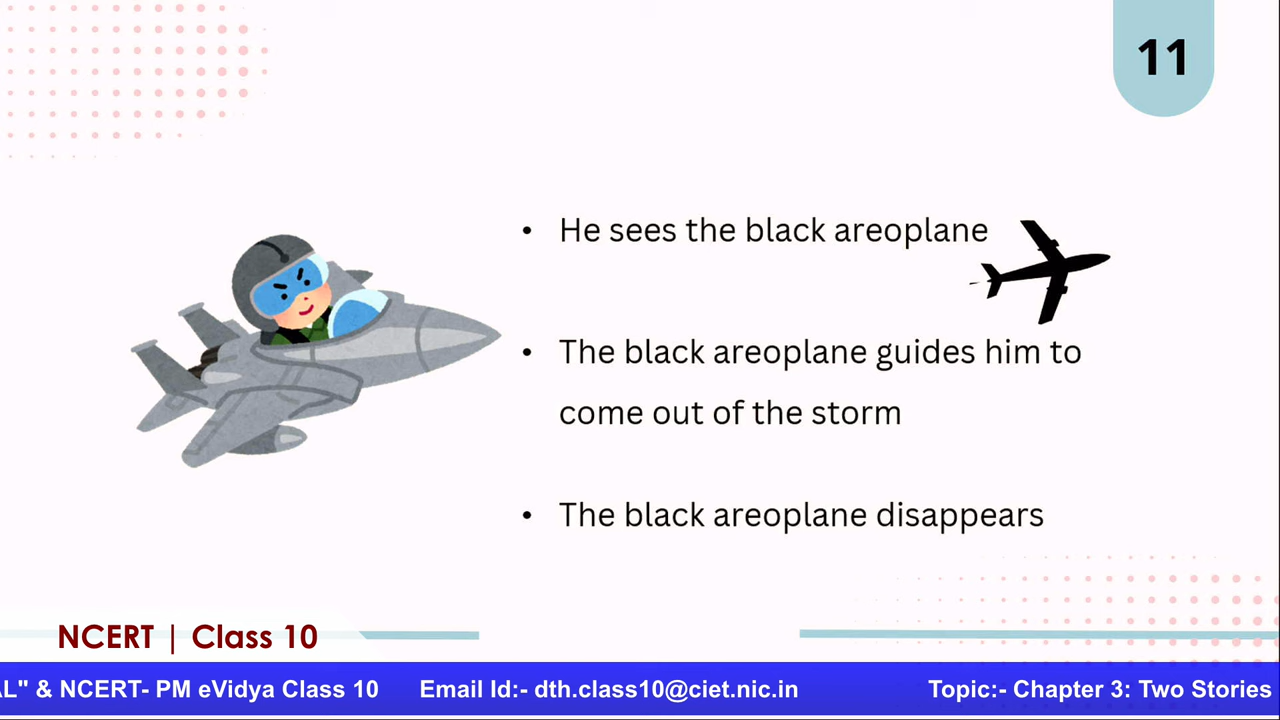 11
• He sees the black areoplane
• The black areoplane guides him to
come out of the storm
• The black areoplane disappears
NCERT | Class 10
AL" & NCERT- PM eVidya Class 10 Email Id:- dth.class10@ciet.nic.in Topic:- Chapter 3: Two Stories